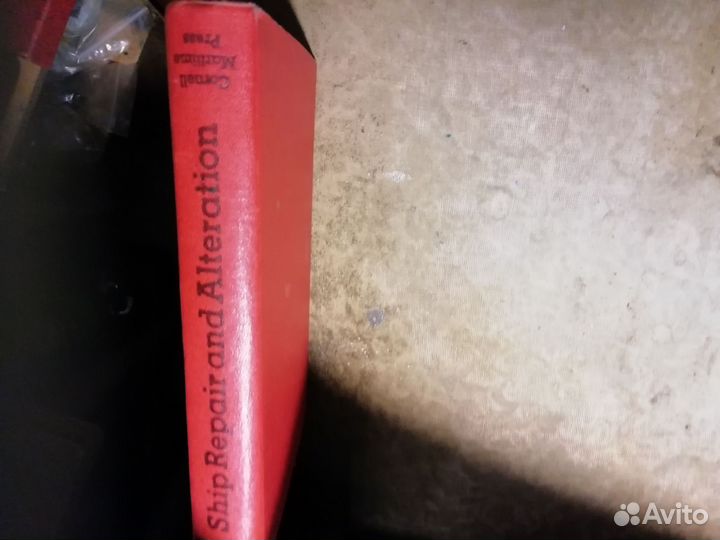 Ship Repair and Alteration
Cornell
Maritime
Press
Avito